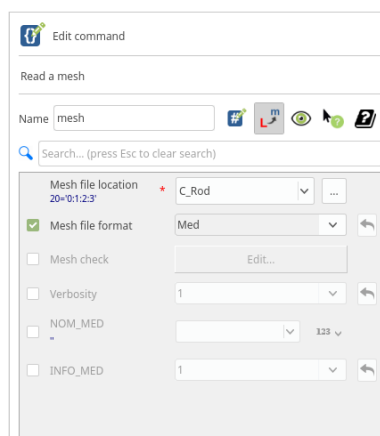 Edit command
Read a mesh
Name mesh
Search... (press Esc to clear search)
Mesh file location * C_Rod ...
20='0:1:2:3'
Mesh file format Med
Mesh check Edit...
Verbosity 1
NOM_MED 123
''
INFO_MED 1